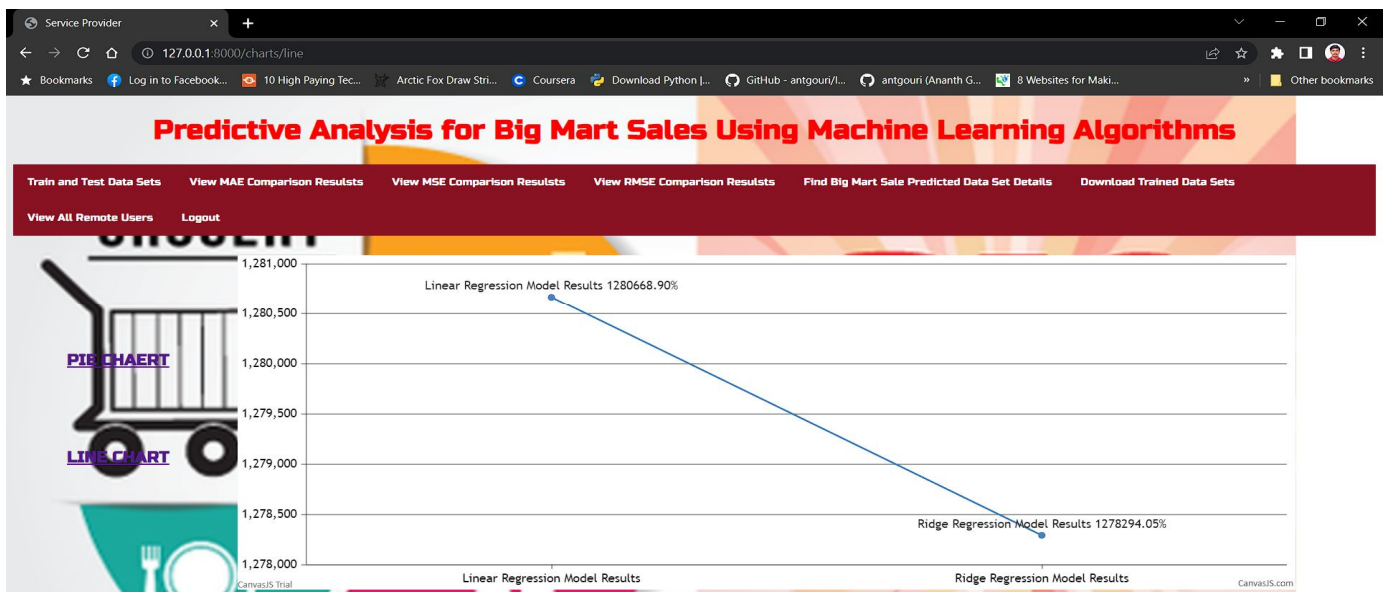 Service Provider
127.0.0.1:8000/charts/line
Bookmarks Log in to Facebook... 10 High Paying Tec... Arctic Fox Draw Stri... Coursera Download Python |... GitHub - antgouri/I... antgouri (Ananth G... 8 Websites for Maki... » Other bookmarks
Predictive Analysis for Big Mart Sales Using Machine Learning Algorithms
Train and Test Data Sets View MAE Comparison Resulsts View MSE Comparison Resulsts View RMSE Comparison Resulsts Find Big Mart Sale Predicted Data Set Details Download Trained Data Sets
View All Remote Users Logout
1,281,000
Linear Regression Model Results 1280668.90%
1,280,500
PIE CHAERT
1,280,000
1,279,500
LINE CHART
1,279,000
1,278,500
Ridge Regression Model Results 1278294.05%
1,278,000
Linear Regression Model Results Ridge Regression Model Results
CanvasJS Trial CanvasJS.com